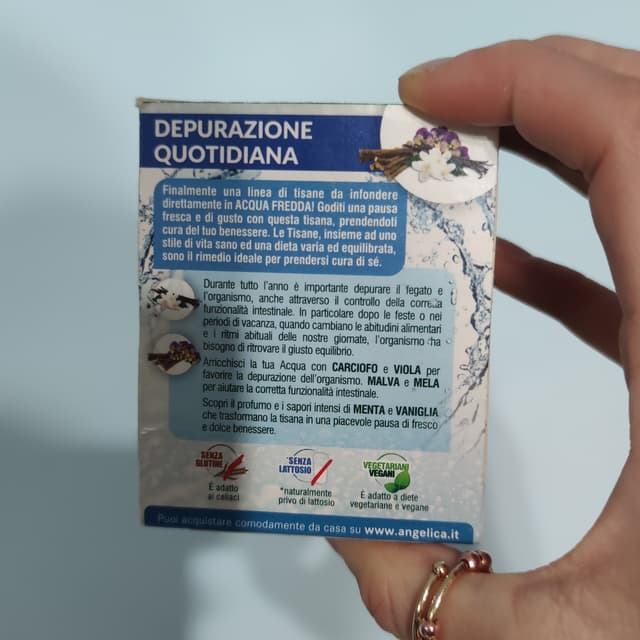 DEPURAZIONE
QUOTIDIANA
Finalmente una linea di tisane da infondere
direttamente in ACQUA FREDDA! Goditi una pausa
fresca e di gusto con questa tisana, prendendoti
cura del tuo benessere. Le Tisane, insieme ad uno
stile di vita sano ed una dieta varia ed equilibrata,
sono il rimedio ideale per prendersi cura di sé.
Durante tutto l'anno è importante depurare il fegato e
l'organismo, anche attraverso il controllo della corretta
funzionalità intestinale. In particolare dopo le feste o nei
periodi di vacanza, quando cambiano le abitudini alimentari
e i ritmi abituali delle nostre giornate, l'organismo ha
bisogno di ritrovare il giusto equilibrio.
Arricchisci la tua Acqua con CARCIOFO e VIOLA per
favorire la depurazione dell'organismo. MALVA e MELA
per aiutare la corretta funzionalità intestinale.
Scopri il profumo e i sapori intensi di MENTA e VANIGLIA
che trasformano la tisana in una piacevole pausa di fresco
e dolce benessere.
SENZA
GLUTINE
È adatto
ai celiaci
*SENZA
LATTOSIO
*naturalmente
privo di lattosio
VEGETARIANI
VEGANI
È adatto a diete
vegetariane e vegane
Puoi acquistare comodamente da casa su www.angelica.it